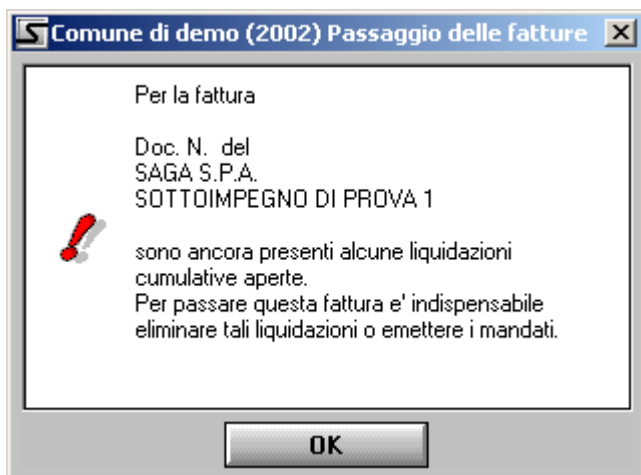 Comune di demo (2002) Passaggio delle fatture
Per la fattura
Doc. N.  del
SAGA S.P.A.
SOTTOIMPEGNO DI PROVA 1
sono ancora presenti alcune liquidazioni
cumulative aperte.
Per passare questa fattura e' indispensabile
eliminare tali liquidazioni o emettere i mandati.
OK